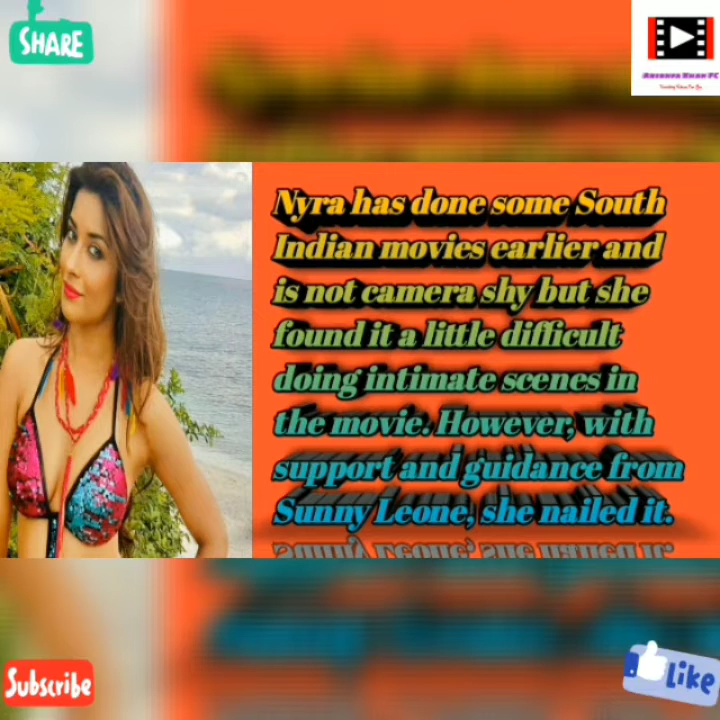 SHARE
Nyra has done some South
Indian movies earlier and
is not camera shy but she
found it a little difficult
doing intimate scenes in
the movie. However, with
support and guidance from
Sunny Leone, she nailed it.
Subscribe
Like